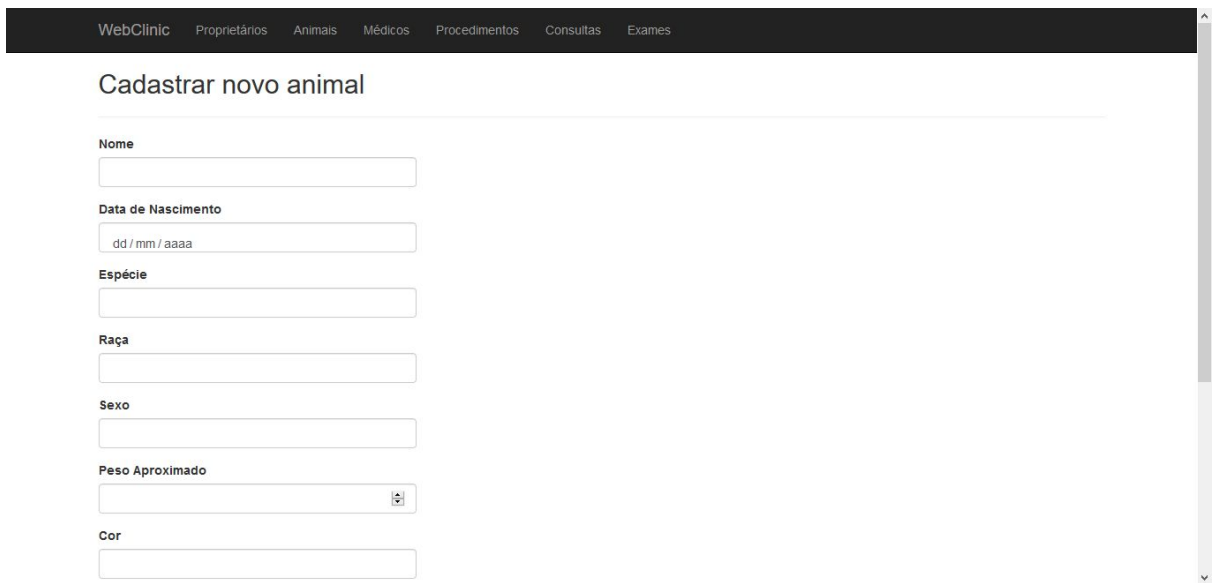 WebClinic Proprietários Animais Médicos Procedimentos Consultas Exames
Cadastrar novo animal
Nome
Data de Nascimento
dd / mm / aaaa
Espécie
Raça
Sexo
Peso Aproximado
Cor